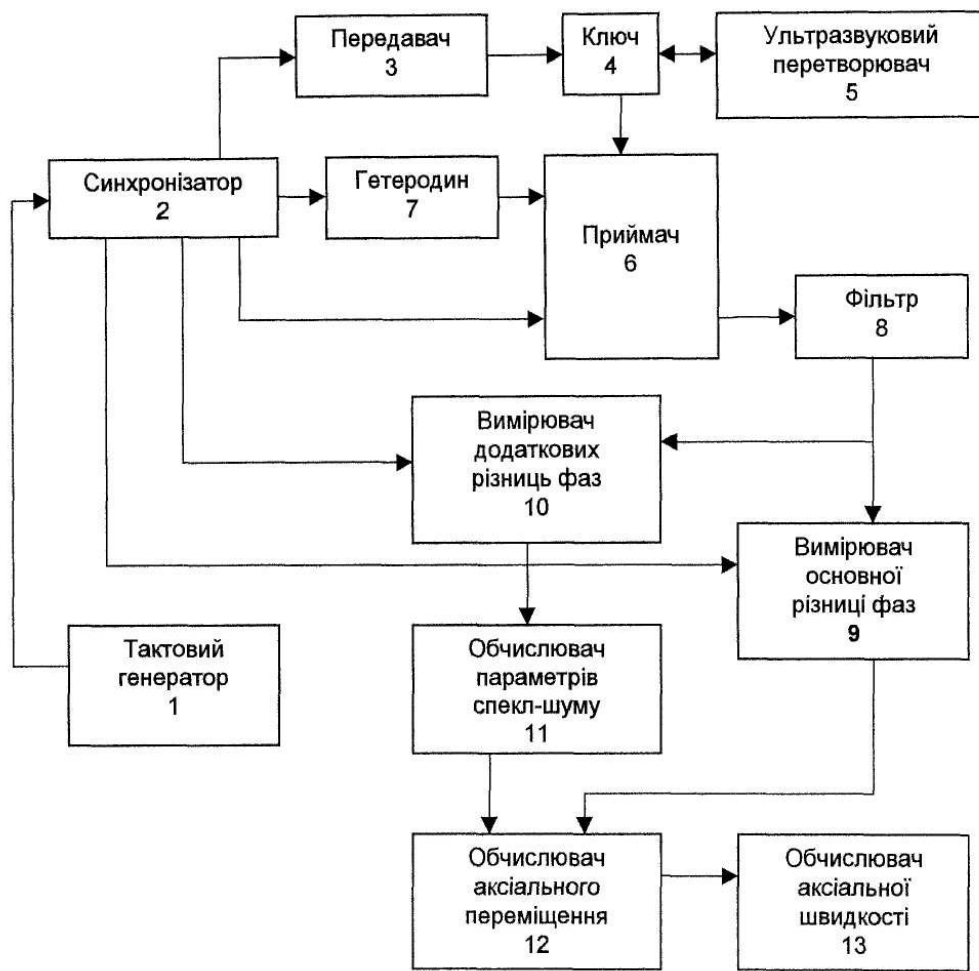 Передавач
3
Ключ
4
Ультразвуковий
перетворювач
5
Синхронізатор
2
Гетеродин
7
Приймач
6
Фільтр
8
Вимірювач
додаткових
різниць фаз
10
Вимірювач
основної
різниці фаз
9
Тактовий
генератор
1
Обчислювач
параметрів
спекл-шуму
11
Обчислювач
аксіального
переміщення
12
Обчислювач
аксіальної
швидкості
13